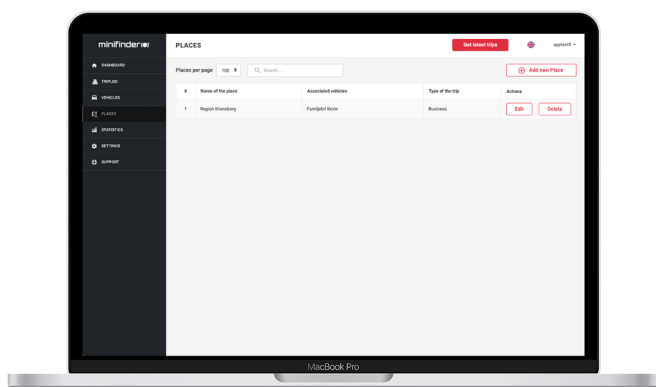 minifinder
PLACES
Get latest trips
apptest5
DASHBOARD
TRIPLOG
VEHICLES
PLACES
STATISTICS
SETTINGS
SUPPORT
Places per page 100 Search...
Add new Place
# Name of the place Associated vehicles Type of the trip Actions
1 Region Kronoberg Familjebil Kevin Business Edit Delete
MacBook Pro